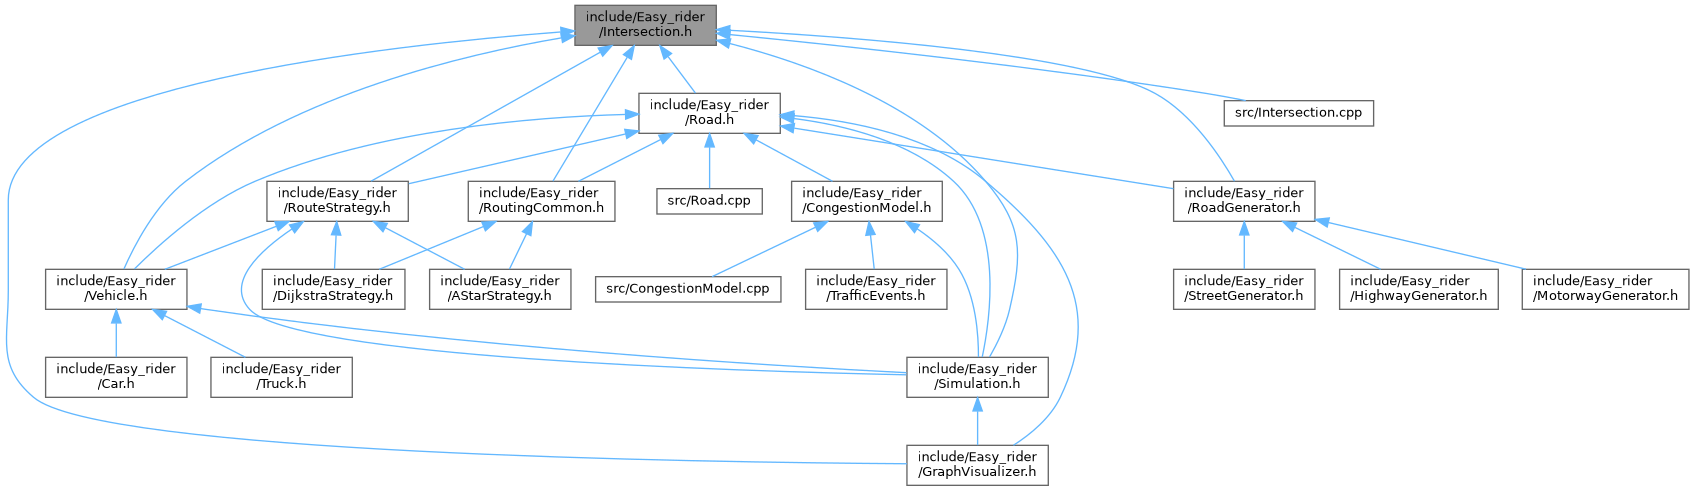 include/Easy_rider
/Intersection.h
include/Easy_rider
/Road.h
src/Intersection.cpp
include/Easy_rider
/RouteStrategy.h
include/Easy_rider
/RoutingCommon.h
src/Road.cpp
include/Easy_rider
/CongestionModel.h
include/Easy_rider
/RoadGenerator.h
include/Easy_rider
/Vehicle.h
include/Easy_rider
/DijkstraStrategy.h
include/Easy_rider
/AStarStrategy.h
src/CongestionModel.cpp
include/Easy_rider
/TrafficEvents.h
include/Easy_rider
/StreetGenerator.h
include/Easy_rider
/HighwayGenerator.h
include/Easy_rider
/MotorwayGenerator.h
include/Easy_rider
/Car.h
include/Easy_rider
/Truck.h
include/Easy_rider
/Simulation.h
include/Easy_rider
/GraphVisualizer.h